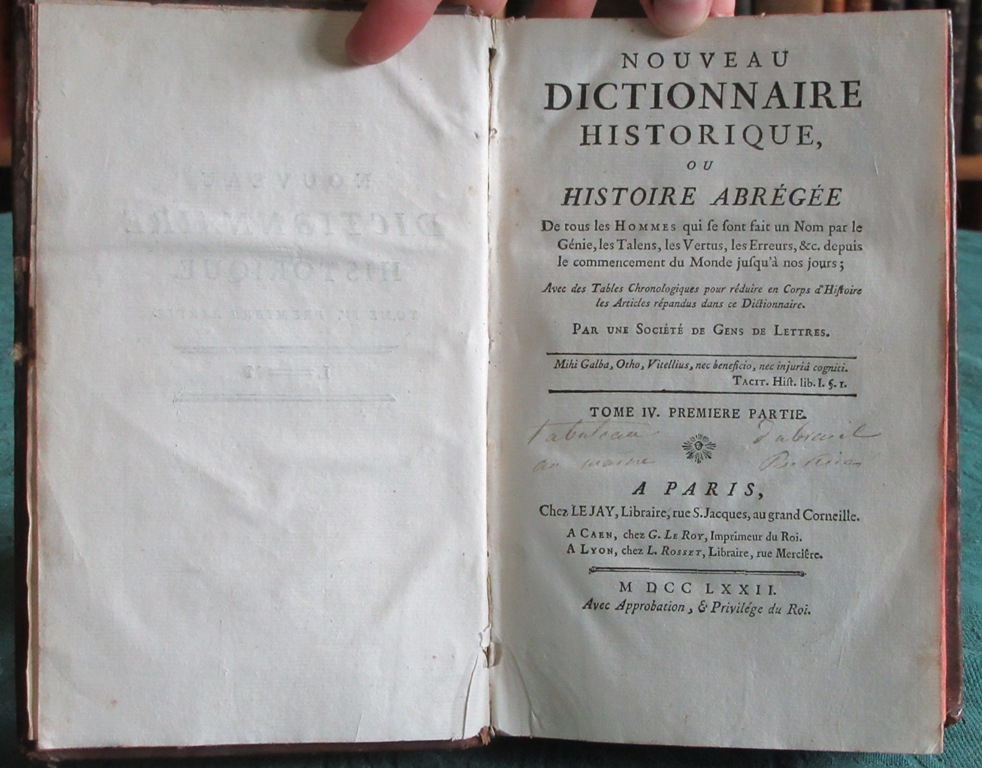 NOUVEAU
DICTIONNAIRE
HISTORIQUE,
OU
HISTOIRE ABRÉGÉE
De tous les HOMMES qui ſe ſont fait un Nom par le
Génie, les Talens, les Vertus, les Erreurs, &c. depuis
le commencement du Monde juſqu'à nos jours;
Avec des Tables Chronologiques pour réduire en Corps d'Hiſtoire
les Articles répandus dans ce Dictionnaire.
PAR UNE SOCIÉTÉ DE GENS DE LETTRES.
Mihi Galba, Otho, Vitellius, nec beneficio, nec injuriâ cogniti.
TACIT. Hiſt. lib. I. §. 1.
TOME IV. PREMIERE PARTIE.
A PARIS,
Chez LE JAY, Libraire, rue S. Jacques, au grand Corneille.
A CAEN, chez G. LE ROY, Imprimeur du Roi.
A LYON, chez L. ROSSET, Libraire, rue Merciére.
M DCC LXXII.
Avec Approbation, & Privilége du Roi.